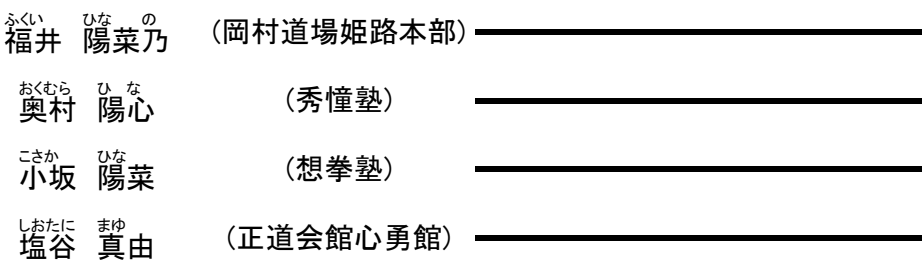 ふくい ひな の
福井 陽菜乃 (岡村道場姫路本部)
おくむら ひ な
奥村 陽心 (秀憧塾)
こさか ひな
小坂 陽菜 (想拳塾)
しおたに まゆ
塩谷 真由 (正道会館心勇館)